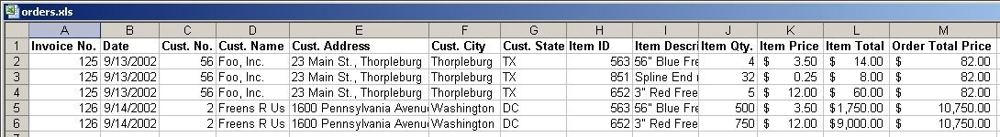 orders.xls
A B C D E F G H I J K L M
1 Invoice No. Date Cust. No. Cust. Name Cust. Address Cust. City Cust. State Item ID Item Descri Item Qty. Item Price Item Total Order Total Price
2 125 9/13/2002 56 Foo, Inc. 23 Main St., Thorpleburg Thorpleburg TX 563 56" Blue Fre 4 $ 3.50 $ 14.00 $ 82.00
3 125 9/13/2002 56 Foo, Inc. 23 Main St., Thorpleburg Thorpleburg TX 851 Spline End 32 $ 0.25 $ 8.00 $ 82.00
4 125 9/13/2002 56 Foo, Inc. 23 Main St., Thorpleburg Thorpleburg TX 652 3" Red Free 5 $ 12.00 $ 60.00 $ 82.00
5 126 9/14/2002 2 Freens R Us 1600 Pennsylvania Avenu Washington DC 563 56" Blue Fre 500 $ 3.50 $1,750.00 $ 10,750.00
6 126 9/14/2002 2 Freens R Us 1600 Pennsylvania Avenu Washington DC 652 3" Red Free 750 $ 12.00 $9,000.00 $ 10,750.00